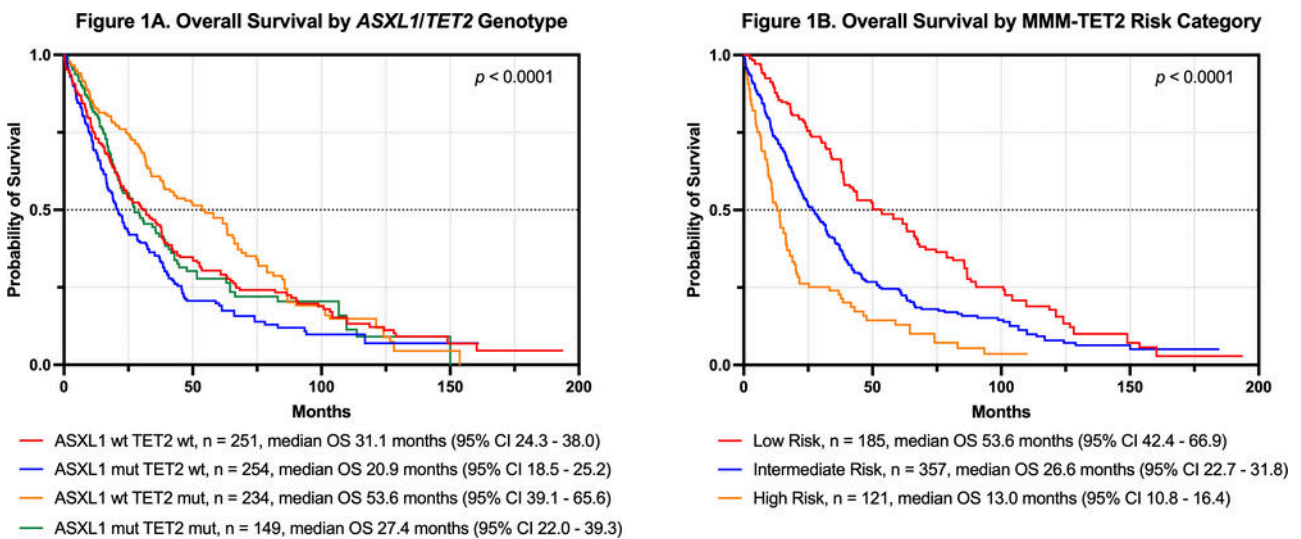 Figure 1A. Overall Survival by ASXL1/TET2 Genotype
p < 0.0001
Probability of Survival
1.0
0.5
0.0
0 50 100 150 200
Months
ASXL1 wt TET2 wt, n = 251, median OS 31.1 months (95% CI 24.3 - 38.0)
ASXL1 mut TET2 wt, n = 254, median OS 20.9 months (95% CI 18.5 - 25.2)
ASXL1 wt TET2 mut, n = 234, median OS 53.6 months (95% CI 39.1 - 65.6)
ASXL1 mut TET2 mut, n = 149, median OS 27.4 months (95% CI 22.0 - 39.3)
Figure 1B. Overall Survival by MMM-TET2 Risk Category
p < 0.0001
Probability of Survival
1.0
0.5
0.0
0 50 100 150 200
Months
Low Risk, n = 185, median OS 53.6 months (95% CI 42.4 - 66.9)
Intermediate Risk, n = 357, median OS 26.6 months (95% CI 22.7 - 31.8)
High Risk, n = 121, median OS 13.0 months (95% CI 10.8 - 16.4)